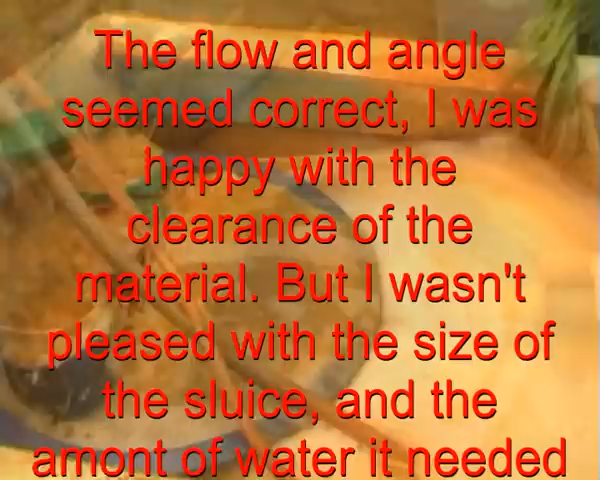 The flow and angle
seemed correct, I was
happy with the
clearance of the
material. But I wasn't
pleased with the size of
the sluice, and the
amont of water it needed